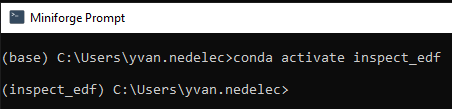 Miniforge Prompt
(base) C:\Users\yvan.nedelec>conda activate inspect_edf
(inspect_edf) C:\Users\yvan.nedelec>